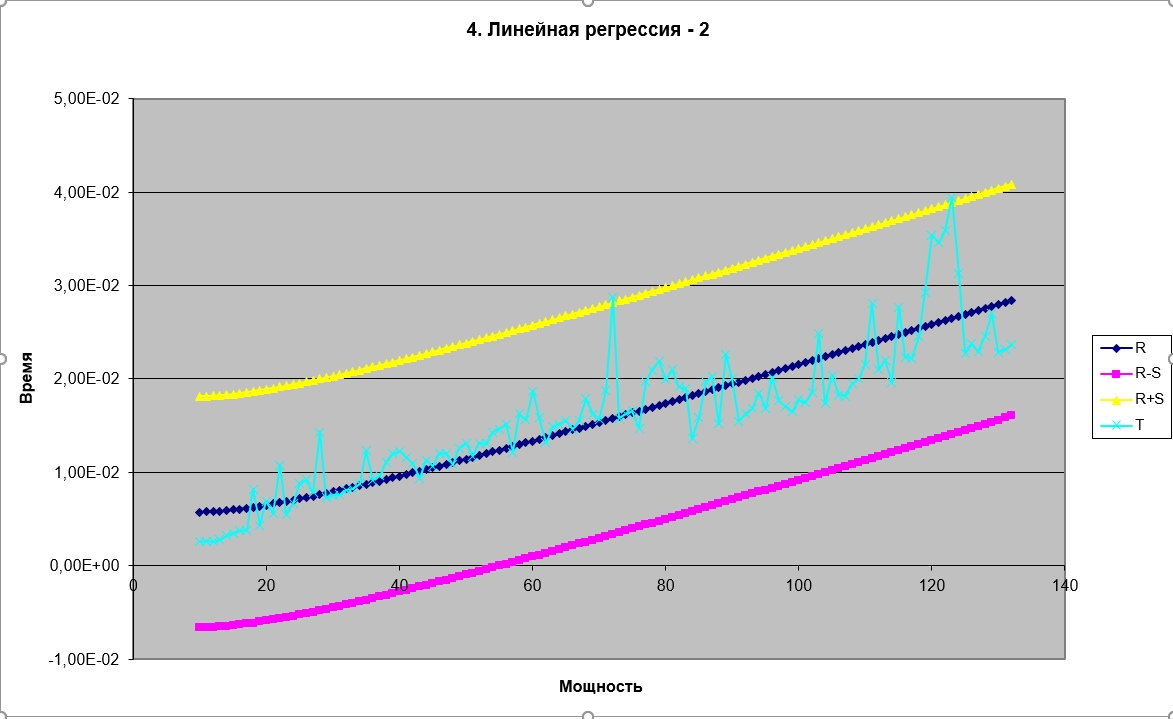 4. Линейная регрессия - 2
5,00E-02
4,00E-02
3,00E-02
2,00E-02
1,00E-02
0,00E+00
-1,00E-02
0 20 40 60 80 100 120 140
Время
Мощность
R
R-S
R+S
T